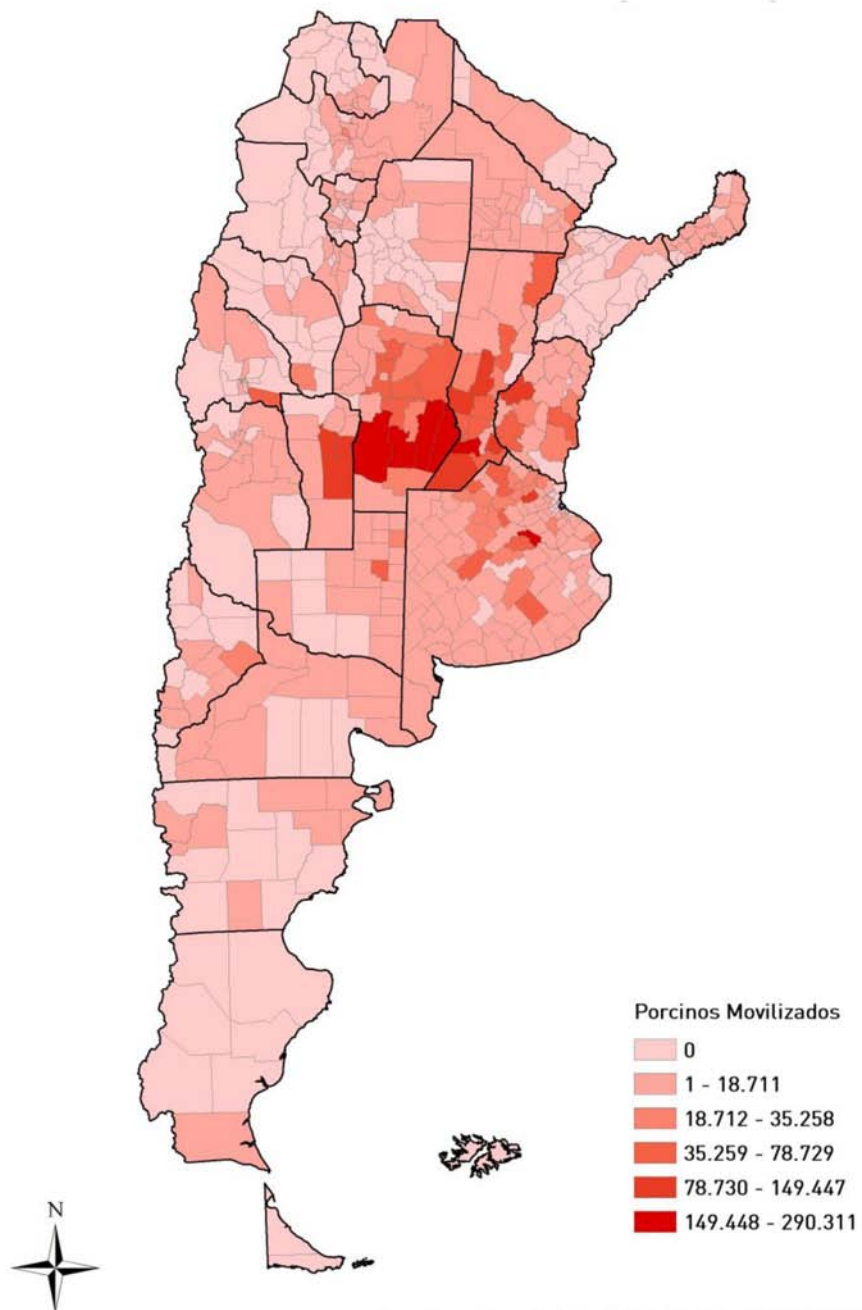 Porcinos Movilizados
0
1 - 18.711
18.712 - 35.258
35.259 - 78.729
78.730 - 149.447
149.448 - 290.311
N